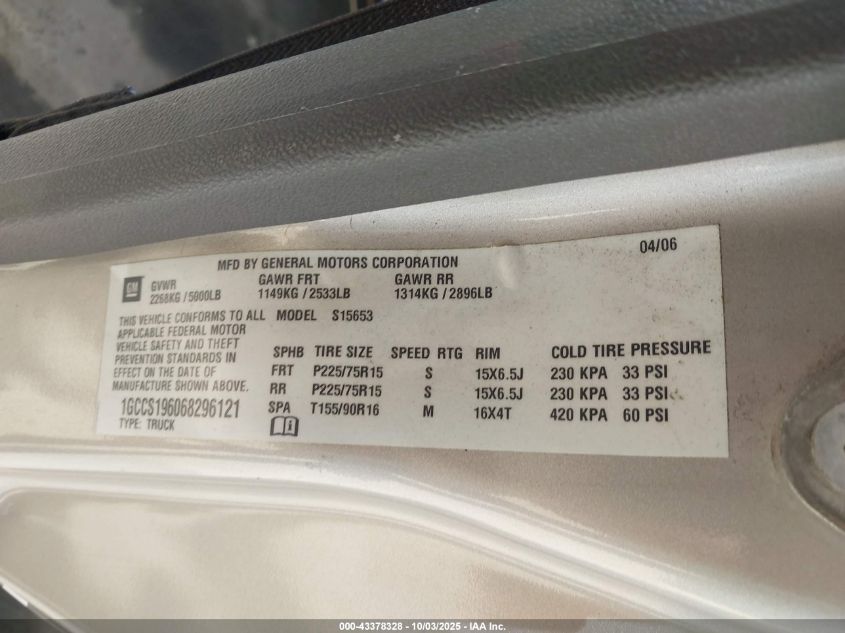 04/06
MFD BY GENERAL MOTORS CORPORATION
GM GVWR GAWR FRT GAWR RR
2268KG / 5000LB 1149KG / 2533LB 1314KG / 2896LB
THIS VEHICLE CONFORMS TO ALL MODEL S15653
APPLICABLE FEDERAL MOTOR
VEHICLE SAFETY AND THEFT
PREVENTION STANDARDS IN
EFFECT ON THE DATE OF
MANUFACTURE SHOWN ABOVE.
1GCCS196068296121
TYPE: TRUCK
SPHB TIRE SIZE SPEED RTG RIM COLD TIRE PRESSURE
FRT P225/75R15 S 15X6.5J 230 KPA 33 PSI
RR P225/75R15 S 15X6.5J 230 KPA 33 PSI
SPA T155/90R16 M 16X4T 420 KPA 60 PSI
000-43378328 - 10/03/2025 - IAA Inc.